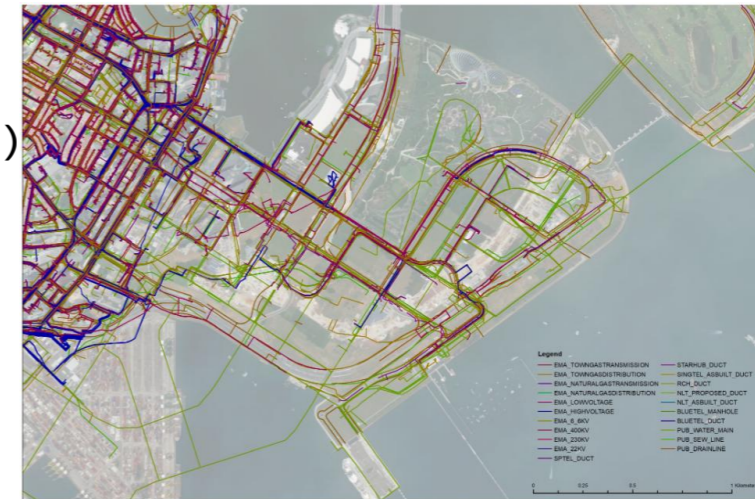 )
Legend
EMA_TOWNGASTRANSMISSION
EMA_TOWNGASDISTRIBUTION
EMA_NATURALGASTRANSMISSION
EMA_NATURALGASDISTRIBUTION
EMA_LOWVOLTAGE
EMA_HIGHVOLTAGE
EMA_6_6KV
EMA_400KV
EMA_230KV
EMA_22KV
SPTEL_DUCT
STARHUB_DUCT
SINGTEL_ASBUILT_DUCT
RCH_DUCT
NLT_PROPOSED_DUCT
NLT_ASBUILT_DUCT
BLUETEL_MANHOLE
BLUETEL_DUCT
PUB_WATER_MAIN
PUB_SEW_LINE
PUB_DRAINLINE
0 0.25 0.5 1 Kilometers